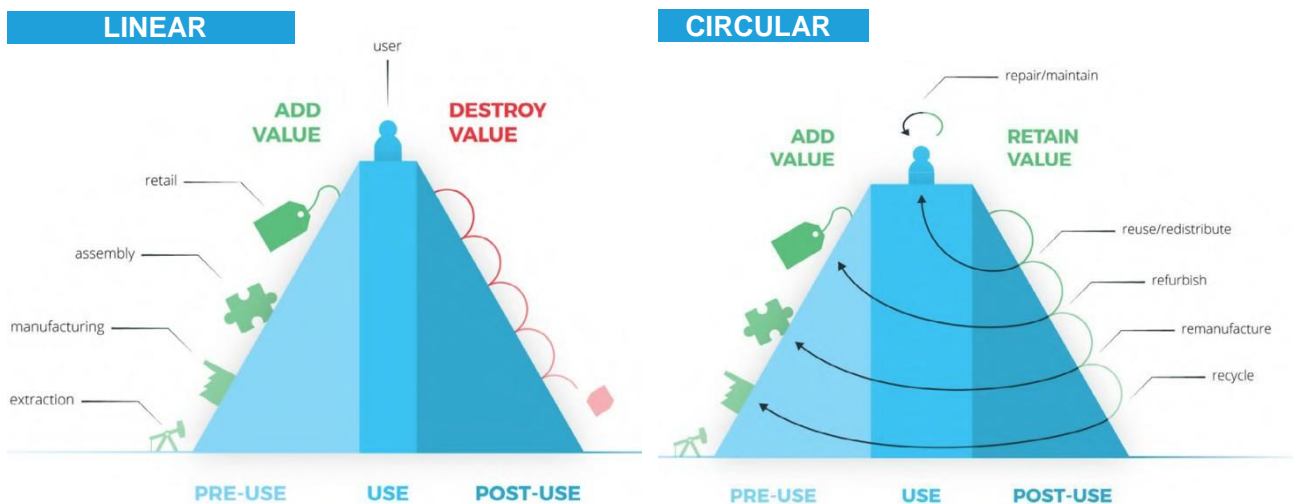 LINEAR
user
ADD
VALUE
DESTROY
VALUE
retail
assembly
manufacturing
extraction
PRE-USE
USE
POST-USE
CIRCULAR
repair/maintain
ADD
VALUE
RETAIN
VALUE
reuse/redistribute
refurbish
remanufacture
recycle
PRE-USE
USE
POST-USE